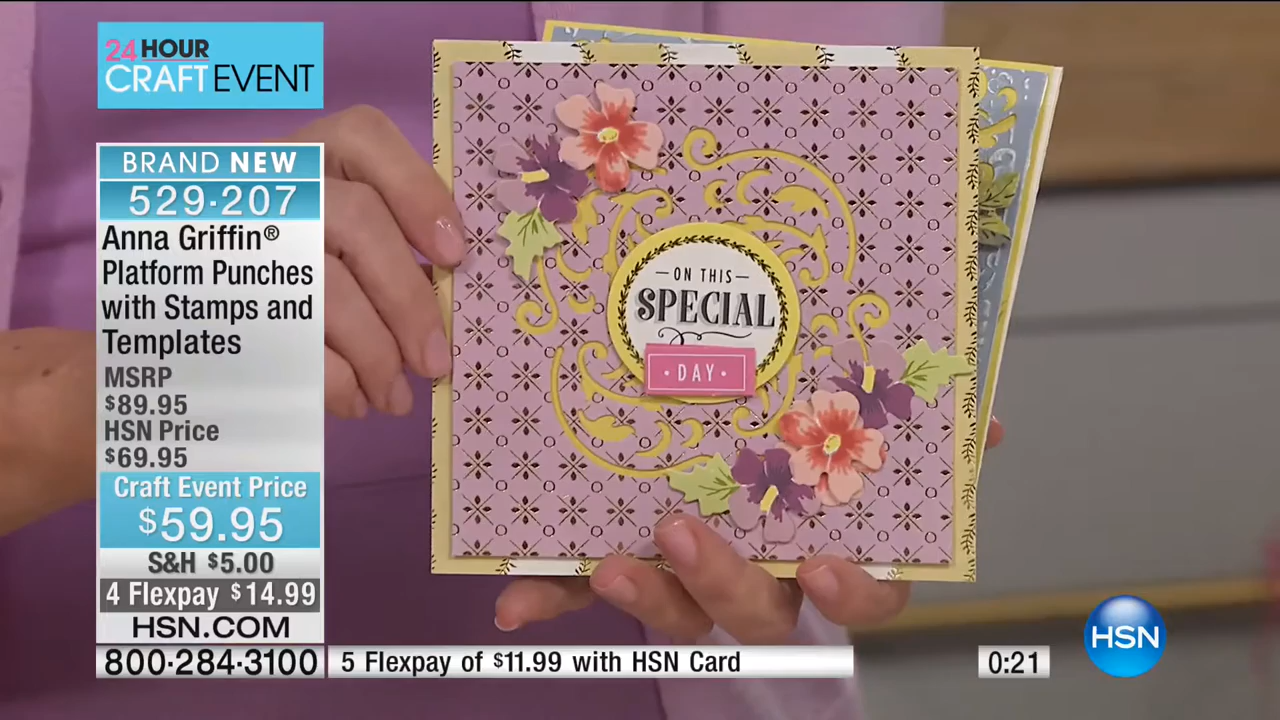 24 HOUR
CRAFT EVENT
BRAND NEW
529-207
Anna Griffin®
Platform Punches
with Stamps and
Templates
MSRP
$89.95
HSN Price
$69.95
Craft Event Price
$59.95
S&H $5.00
4 Flexpay $14.99
HSN.COM
800-284-3100
5 Flexpay of $11.99 with HSN Card
0:21
HSN
ON THIS
SPECIAL
· DAY ·